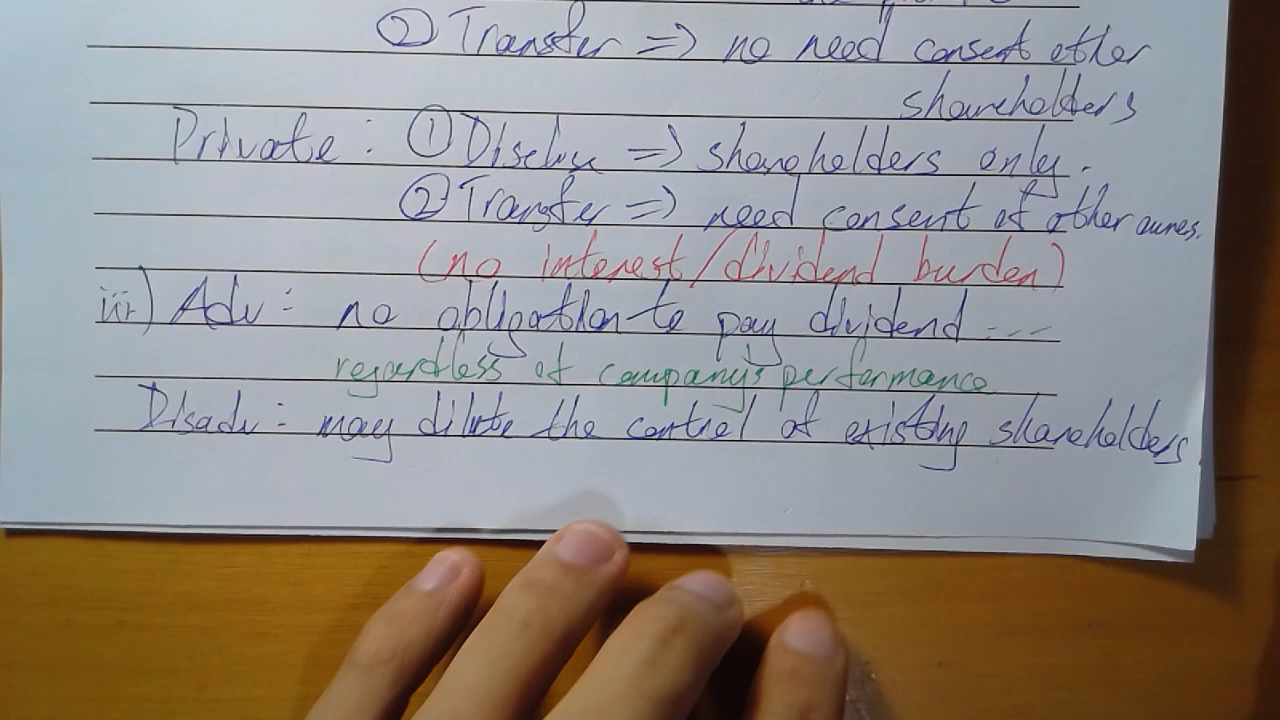 ② Transfer => no need consent other
shareholders
Private : ① Disclose => shareholders only.
② Transfer => need consent of other owners.
(no interest/dividend burden)
iii) Adv : no obligation to pay dividend ---
regardless of company's performance
Disadv : may dilute the control of existing shareholders